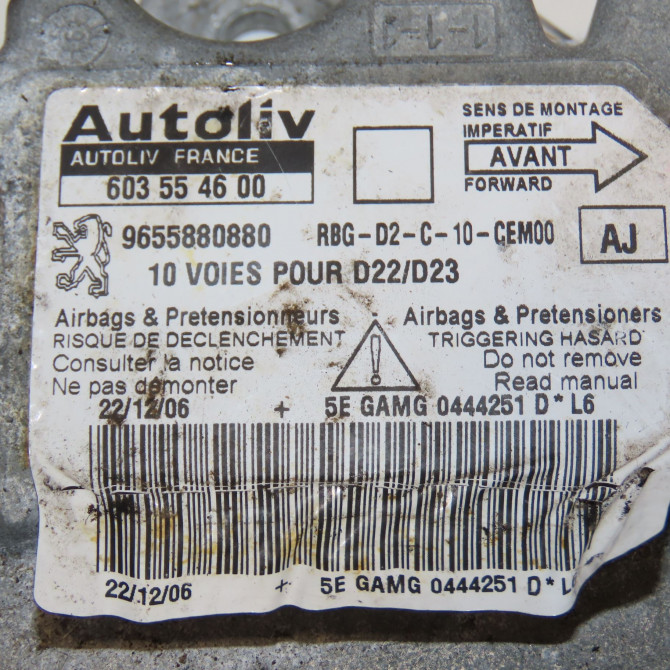 1-1-1
Autoliv
AUTOLIV FRANCE
603 55 46 00
SENS DE MONTAGE
IMPERATIF
AVANT
FORWARD
9655880880 RBG-D2-C-10-CEM00 AJ
10 VOIES POUR D22/D23
Airbags & Pretensionneurs
RISQUE DE DECLENCHEMENT
Consulter la notice
Ne pas démonter
Airbags & Pretensioners
TRIGGERING HASARD
Do not remove
Read manual
22/12/06 + 5E GAMG 0444251 D* L6
22/12/06 + 5E GAMG 0444251 D* L